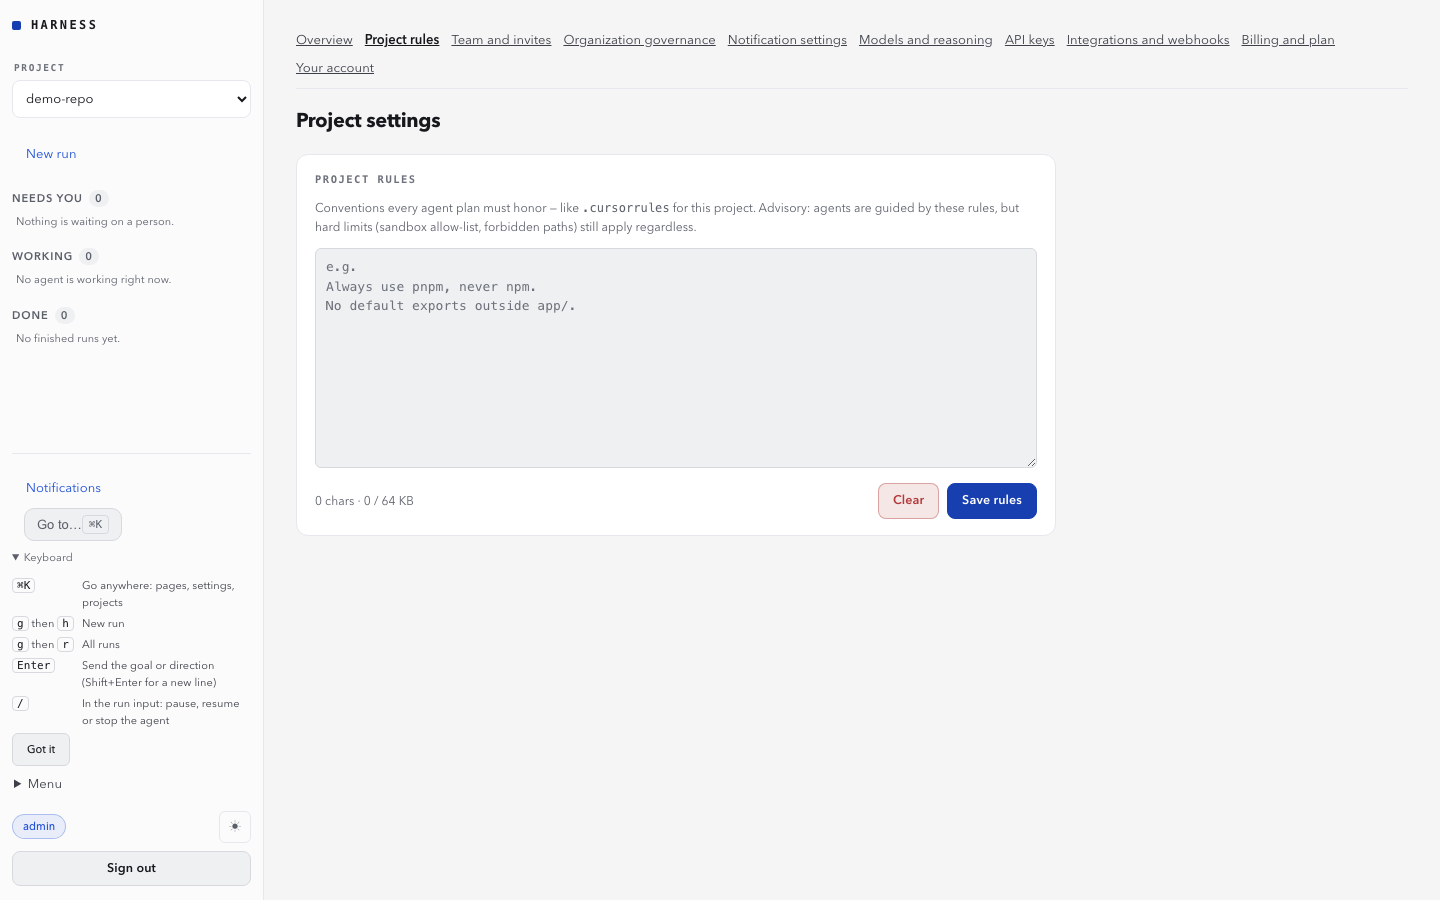 HARNESS
PROJECT
demo-repo
New run
NEEDS YOU 0
Nothing is waiting on a person.
WORKING 0
No agent is working right now.
DONE 0
No finished runs yet.
Notifications
Go to... ⌘K
Keyboard
⌘K Go anywhere: pages, settings,
projects
g then h New run
g then r All runs
Enter Send the goal or direction
(Shift+Enter for a new line)
/ In the run input: pause, resume
or stop the agent
Got it
Menu
admin
Sign out
Overview Project rules Team and invites Organization governance Notification settings Models and reasoning API keys Integrations and webhooks Billing and plan
Your account
Project settings
PROJECT RULES
Conventions every agent plan must honor — like .cursorrules for this project. Advisory: agents are guided by these rules, but
hard limits (sandbox allow-list, forbidden paths) still apply regardless.
e.g.
Always use pnpm, never npm.
No default exports outside app/.
0 chars · 0 / 64 KB
Clear
Save rules